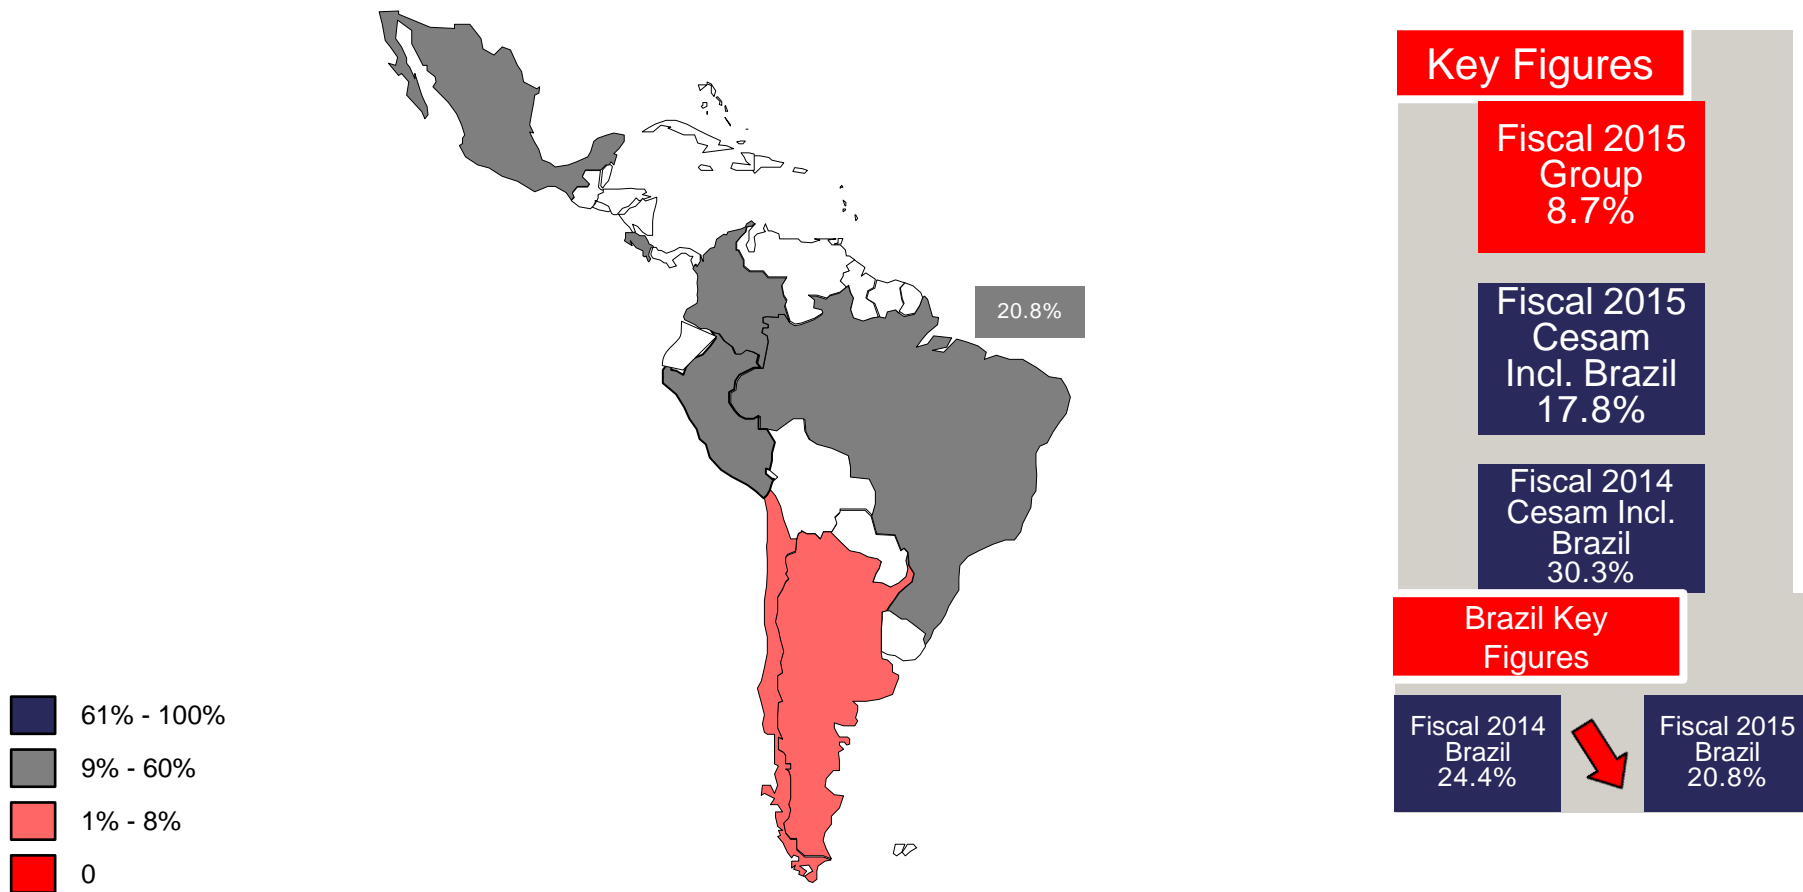 Key Figures
Fiscal 2015
Group
8.7%
20.8%
Fiscal 2015
Cesam
Incl. Brazil
17.8%
Fiscal 2014
Cesam Incl.
Brazil
30.3%
Brazil Key
Figures
Fiscal 2014
Brazil
24.4%
Fiscal 2015
Brazil
20.8%
61% - 100%
9% - 60%
1% - 8%
0